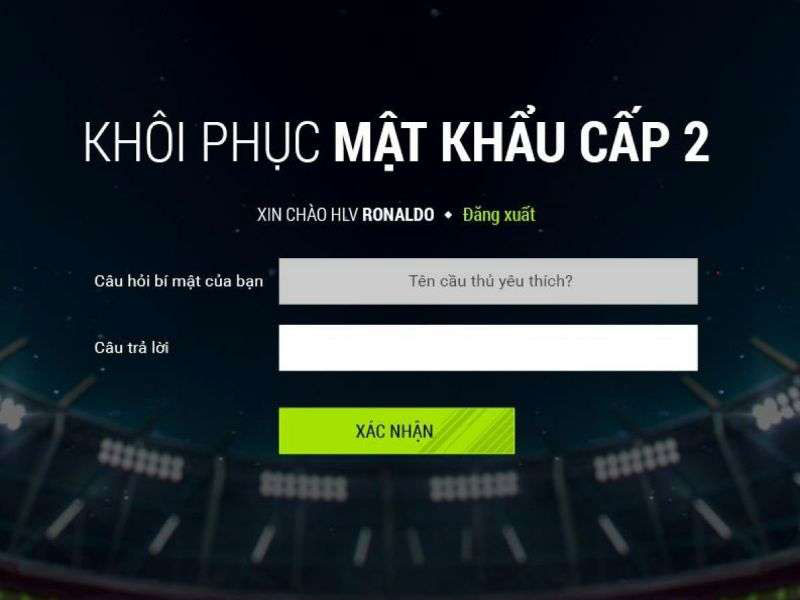 KHÔI PHỤC MẬT KHẨU CẤP 2
XIN CHÀO HLV RONALDO ◆ Đăng xuất
Câu hỏi bí mật của bạn Tên cầu thủ yêu thích?
Câu trả lời
XÁC NHẬN